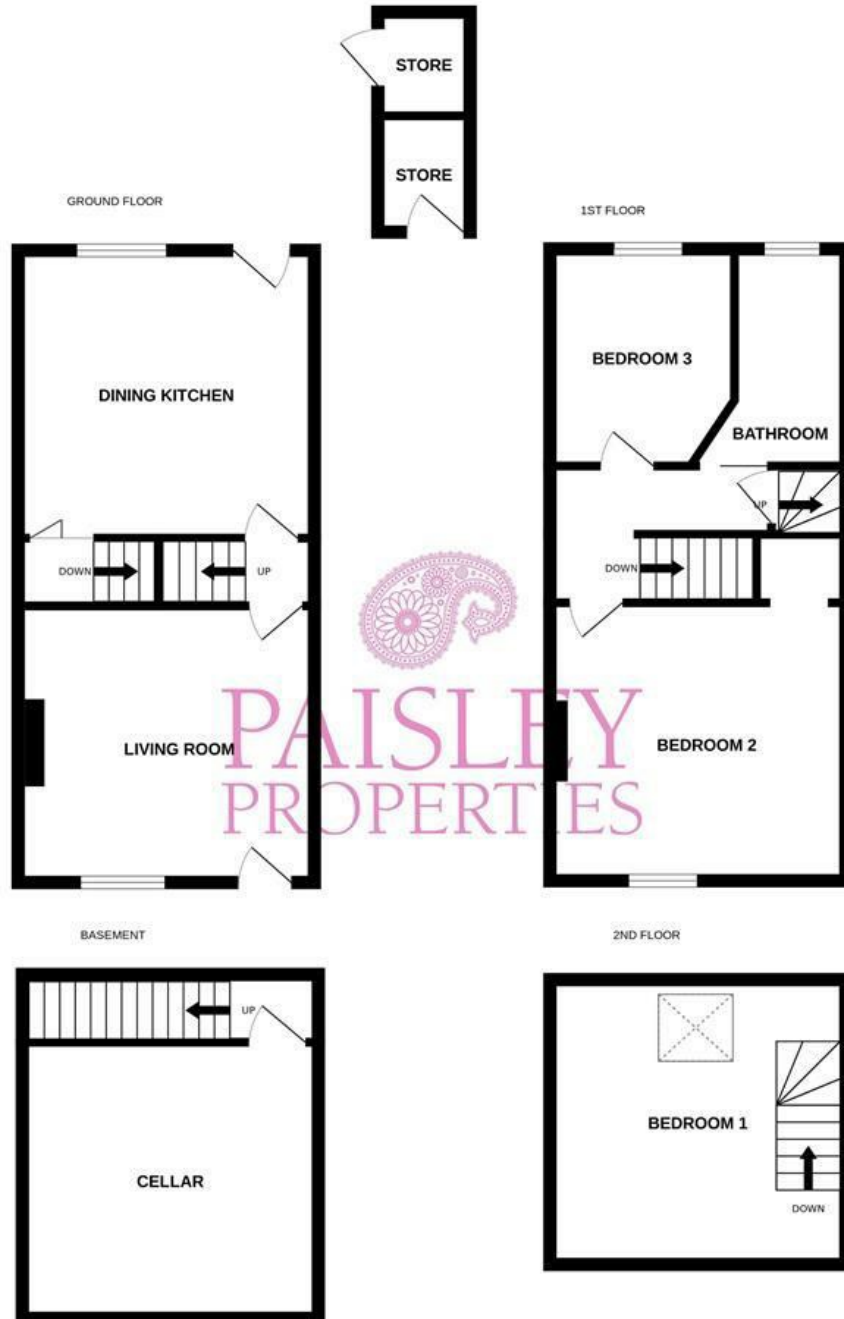 STORE
STORE
GROUND FLOOR
DINING KITCHEN
DOWN
UP
LIVING ROOM
1ST FLOOR
BEDROOM 3
BATHROOM
UP
DOWN
BEDROOM 2
PAISLEY
PROPERTIES
BASEMENT
UP
CELLAR
2ND FLOOR
BEDROOM 1
DOWN